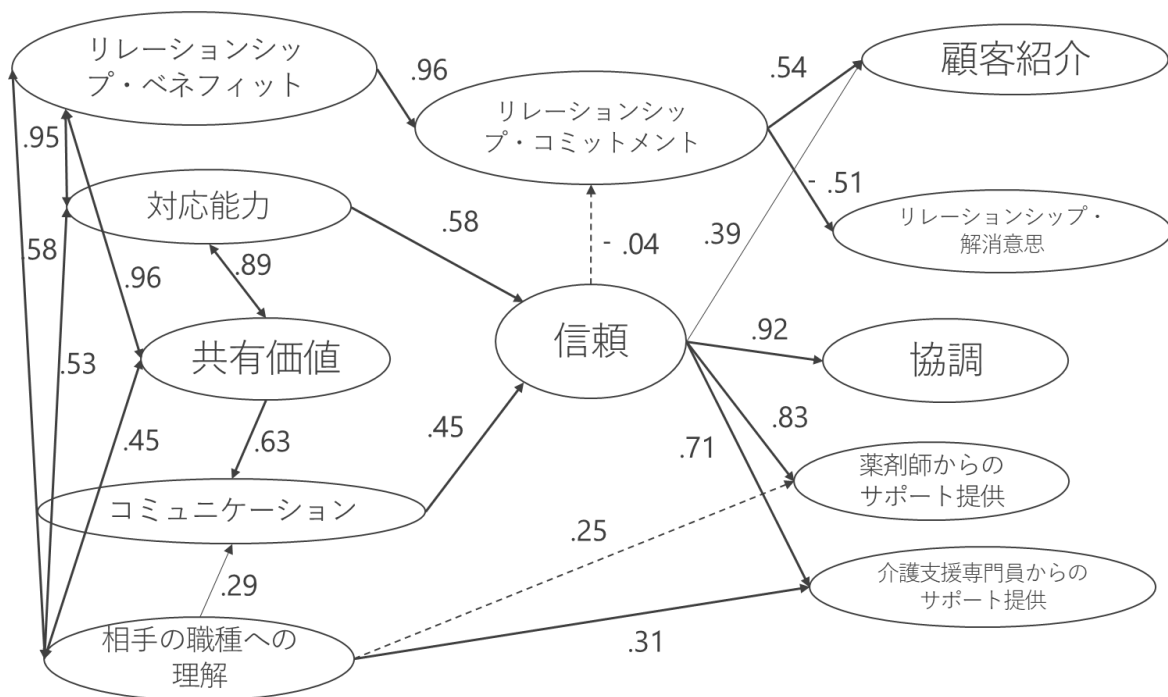 リレーションシッ
プ・ベネフィット
.96
リレーションシッ
プ・コミットメント
.54
顧客紹介
.95
対応能力
.58
- .51
リレーションシップ・
解消意思
.58
.96
.89
- .04
.39
信頼
.53
共有価値
.92
協調
.45
.63
.45
.83
.71
薬剤師からの
サポート提供
コミュニケーション
.25
.29
介護支援専門員からの
サポート提供
相手の職種への
理解
.31